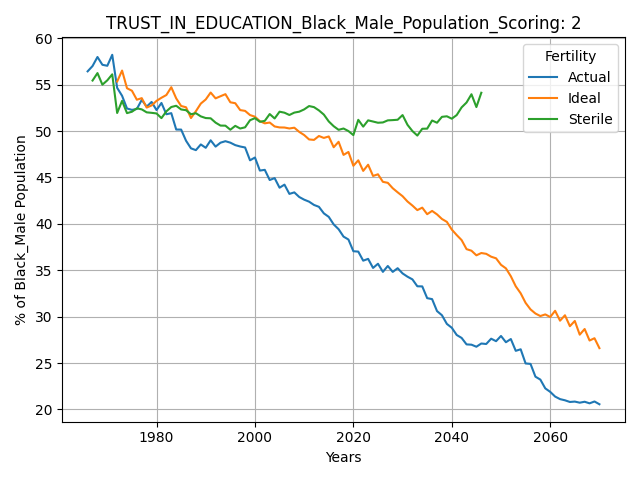 TRUST_IN_EDUCATION_Black_Male_Population_Scoring: 2
% of Black_Male Population
60
55
50
45
40
35
30
25
20
Fertility
Actual
Ideal
Sterile
1980
2000
2020
2040
2060
Years